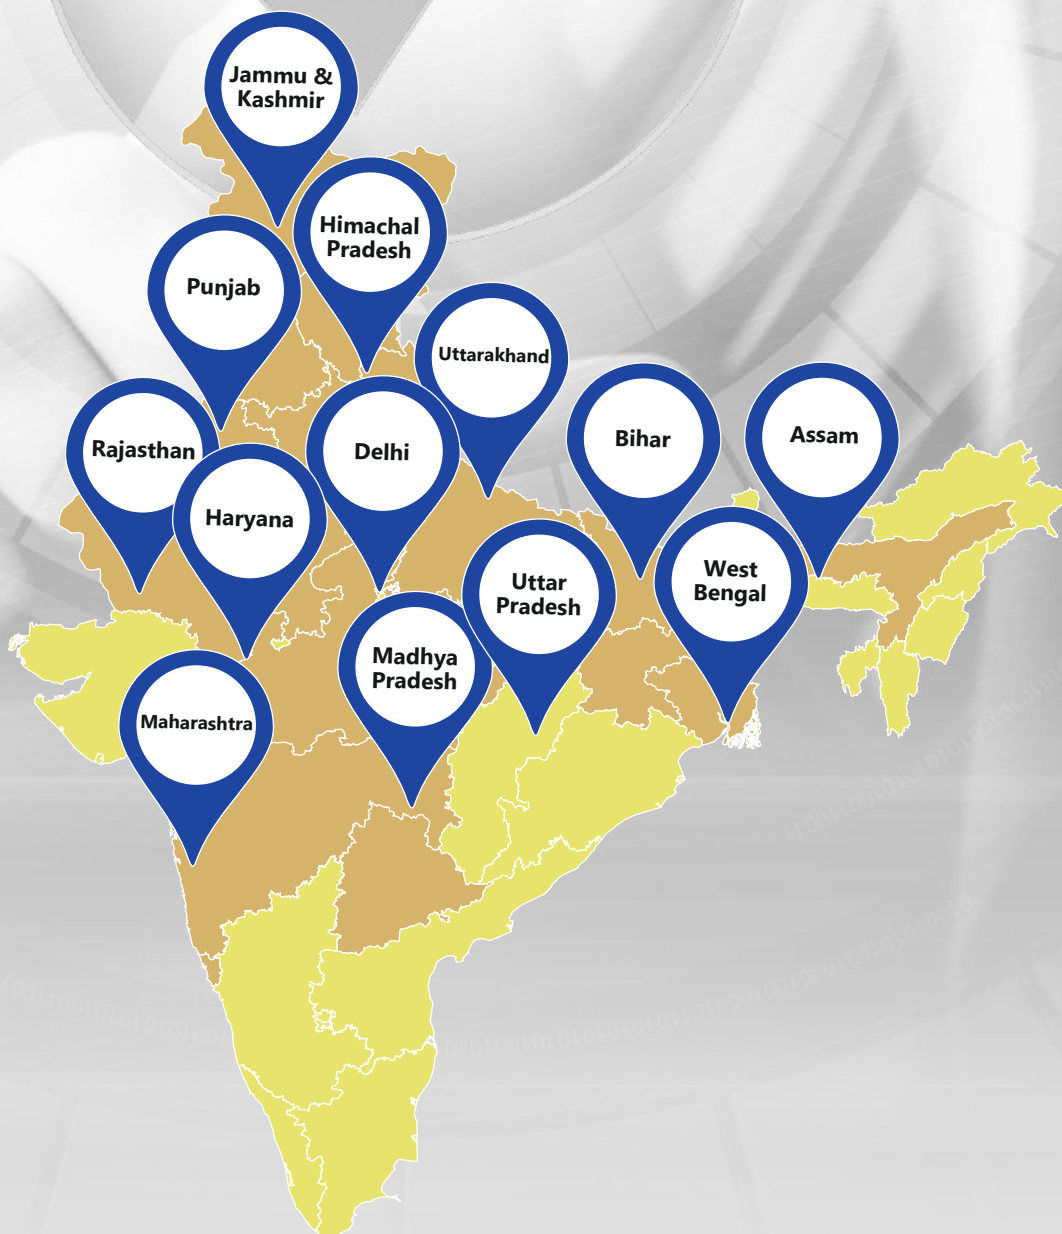 Jammu &
Kashmir
Himachal
Pradesh
Punjab
Uttarakhand
Rajasthan
Delhi
Bihar
Assam
Haryana
Uttar
Pradesh
West
Bengal
Madhya
Pradesh
Maharashtra